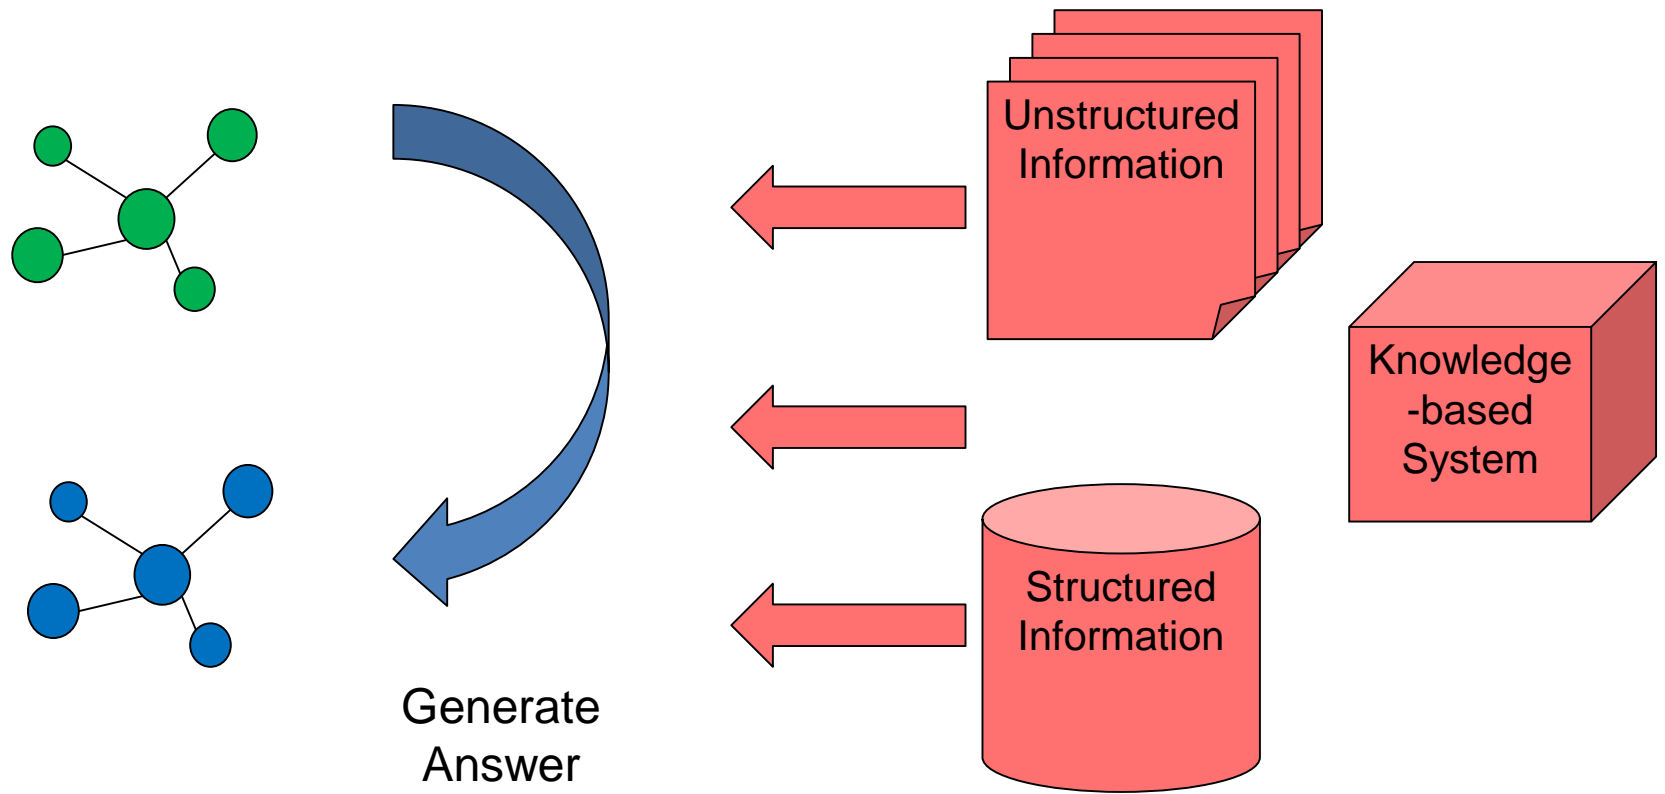 Unstructured
Information
Knowledge
-based
System
Structured
Information
Generate
Answer